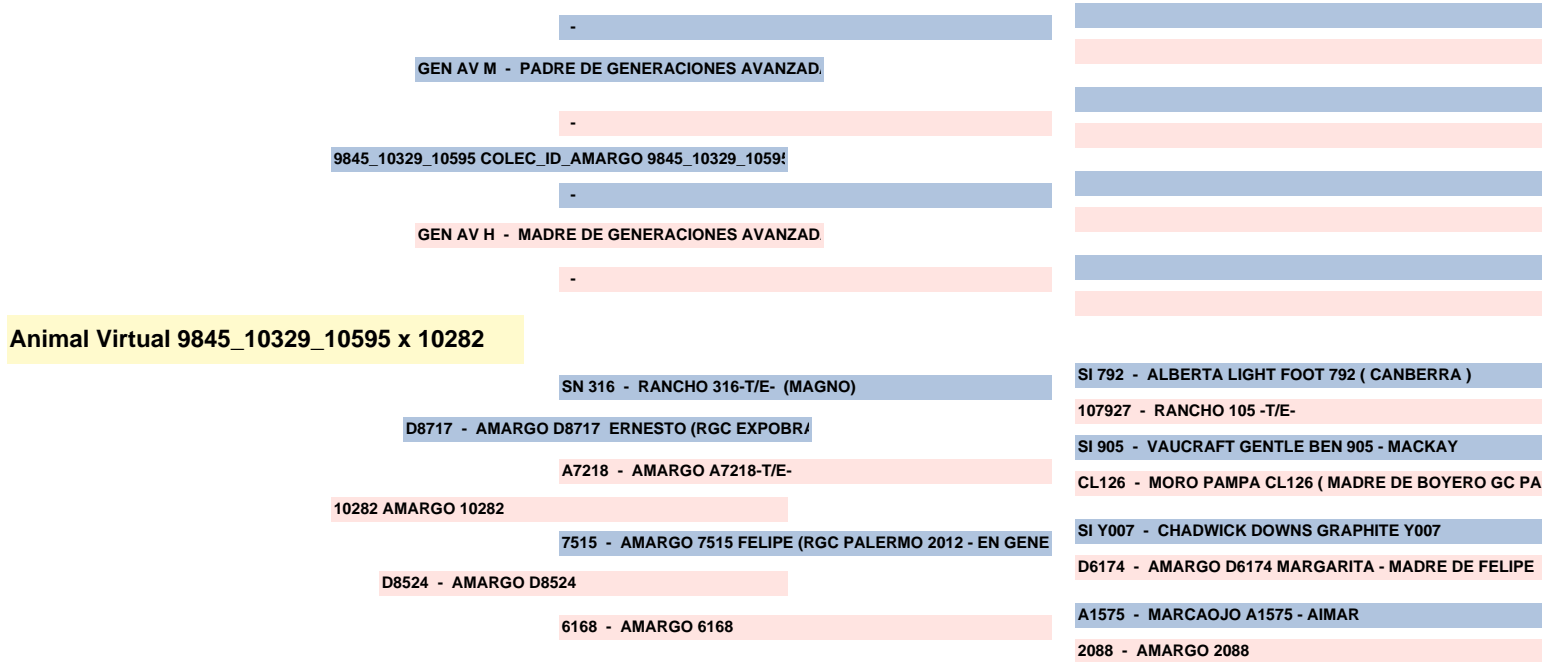 -
GEN AV M - PADRE DE GENERACIONES AVANZAD
-
9845_10329_10595 COLEC_ID_AMARGO 9845_10329_1059
-
GEN AV H - MADRE DE GENERACIONES AVANZAD
-
Animal Virtual 9845_10329_10595 x 10282
SI 792 - ALBERTA LIGHT FOOT 792 ( CANBERRA )
SN 316 - RANCHO 316-T/E- (MAGNO)
107927 - RANCHO 105 -T/E-
D8717 - AMARGO D8717 ERNESTO (RGC EXPOBR
SI 905 - VAUCRAFT GENTLE BEN 905 - MACKAY
A7218 - AMARGO A7218-T/E-
CL126 - MORO PAMPA CL126 ( MADRE DE BOYERO GC PA
10282 AMARGO 10282
SI Y007 - CHADWICK DOWNS GRAPHITE Y007
7515 - AMARGO 7515 FELIPE (RGC PALERMO 2012 - EN GENE
D6174 - AMARGO D6174 MARGARITA - MADRE DE FELIPE
D8524 - AMARGO D8524
A1575 - MARCAOJO A1575 - AIMAR
6168 - AMARGO 6168
2088 - AMARGO 2088